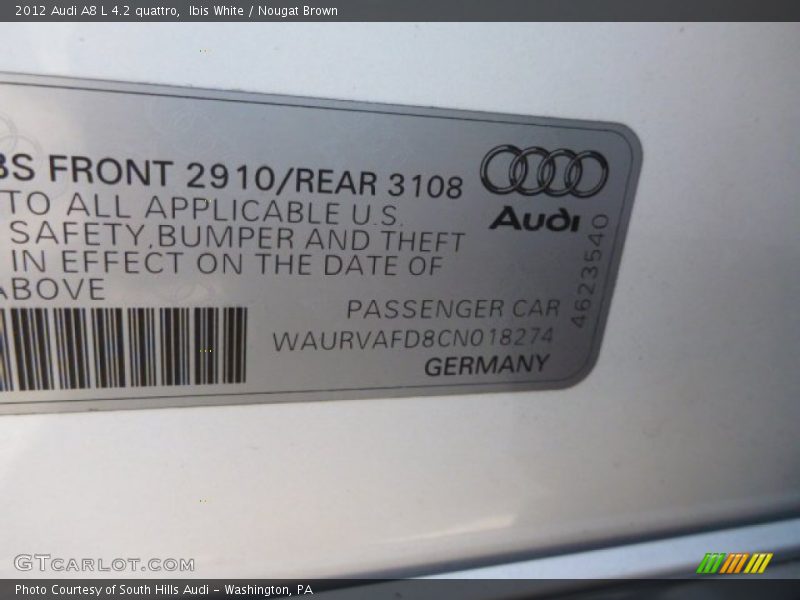 2012 Audi A8 L 4.2 quattro, Ibis White / Nougat Brown
BS FRONT 2910/REAR 3108
TO ALL APPLICABLE U.S.
SAFETY,BUMPER AND THEFT
IN EFFECT ON THE DATE OF
ABOVE
Audi
4623540
PASSENGER CAR
WAURVAFD8CN018274
GERMANY
GTCARLOT.COM
Photo Courtesy of South Hills Audi - Washington, PA